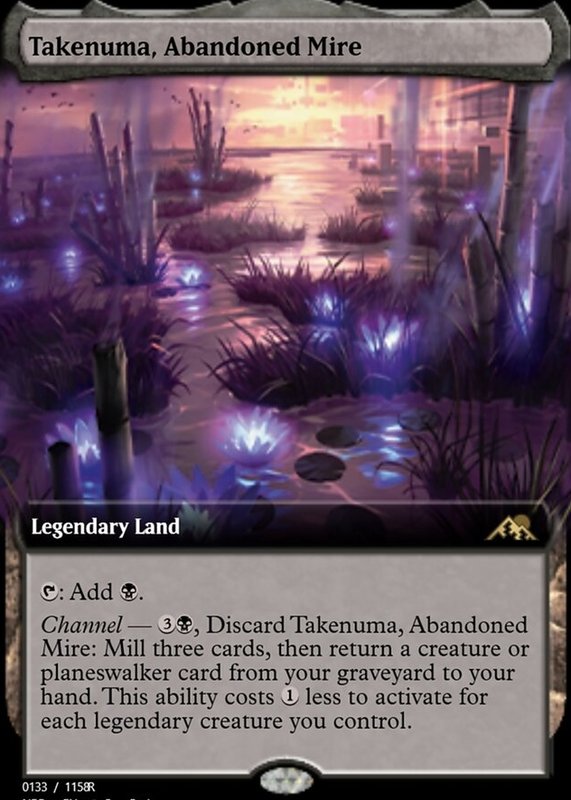 Takenuma, Abandoned Mire
Legendary Land
: Add .
Channel — 3, Discard Takenuma, Abandoned
Mire: Mill three cards, then return a creature or
planeswalker card from your graveyard to your
hand. This ability costs 1 less to activate for
each legendary creature you control.
0133 / 1158R